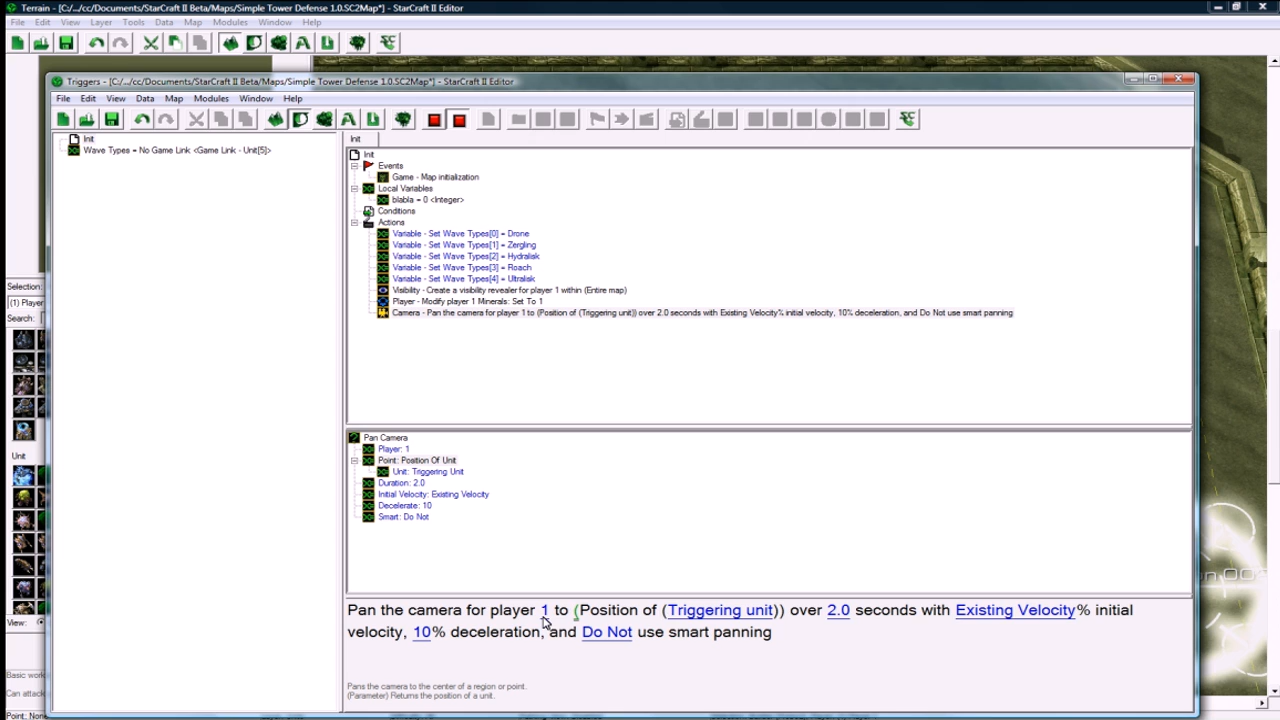 Terrain - [C:/.../cc/Documents/StarCraft II Beta/Maps/Simple Tower Defense 1.0.SC2Map*] - StarCraft II Editor
File Edit View Layer Tools Data Map Modules Window Help
Triggers - [C:/.../cc/Documents/StarCraft II Beta/Maps/Simple Tower Defense 1.0.SC2Map*] - StarCraft II Editor
File Edit View Data Map Modules Window Help
Init
Wave Types = No Game Link <Game Link - Unit[5]>
Init
Init
Events
Game - Map initialization
Local Variables
blabla = 0 <Integer>
Conditions
Actions
Variable - Set Wave Types[0] = Drone
Variable - Set Wave Types[1] = Zergling
Variable - Set Wave Types[2] = Hydralisk
Variable - Set Wave Types[3] = Roach
Variable - Set Wave Types[4] = Ultralisk
Visibility - Create a visibility revealer for player 1 within (Entire map)
Player - Modify player 1 Minerals: Set To 1
Camera - Pan the camera for player 1 to (Position of (Triggering unit)) over 2.0 seconds with Existing Velocity% initial velocity, 10% deceleration, and Do Not use smart panning
Selection:
(1) Player
Search:
Unit
View:
Basic work
Can attack
Point: None
Pan Camera
Player: 1
Point: Position Of Unit
Unit: Triggering Unit
Duration: 2.0
Initial Velocity: Existing Velocity
Decelerate: 10
Smart: Do Not
Pan the camera for player 1 to (Position of (Triggering unit)) over 2.0 seconds with Existing Velocity% initial
velocity, 10% deceleration, and Do Not use smart panning
Pans the camera to the center of a region or point.
(Parameter) Returns the position of a unit.